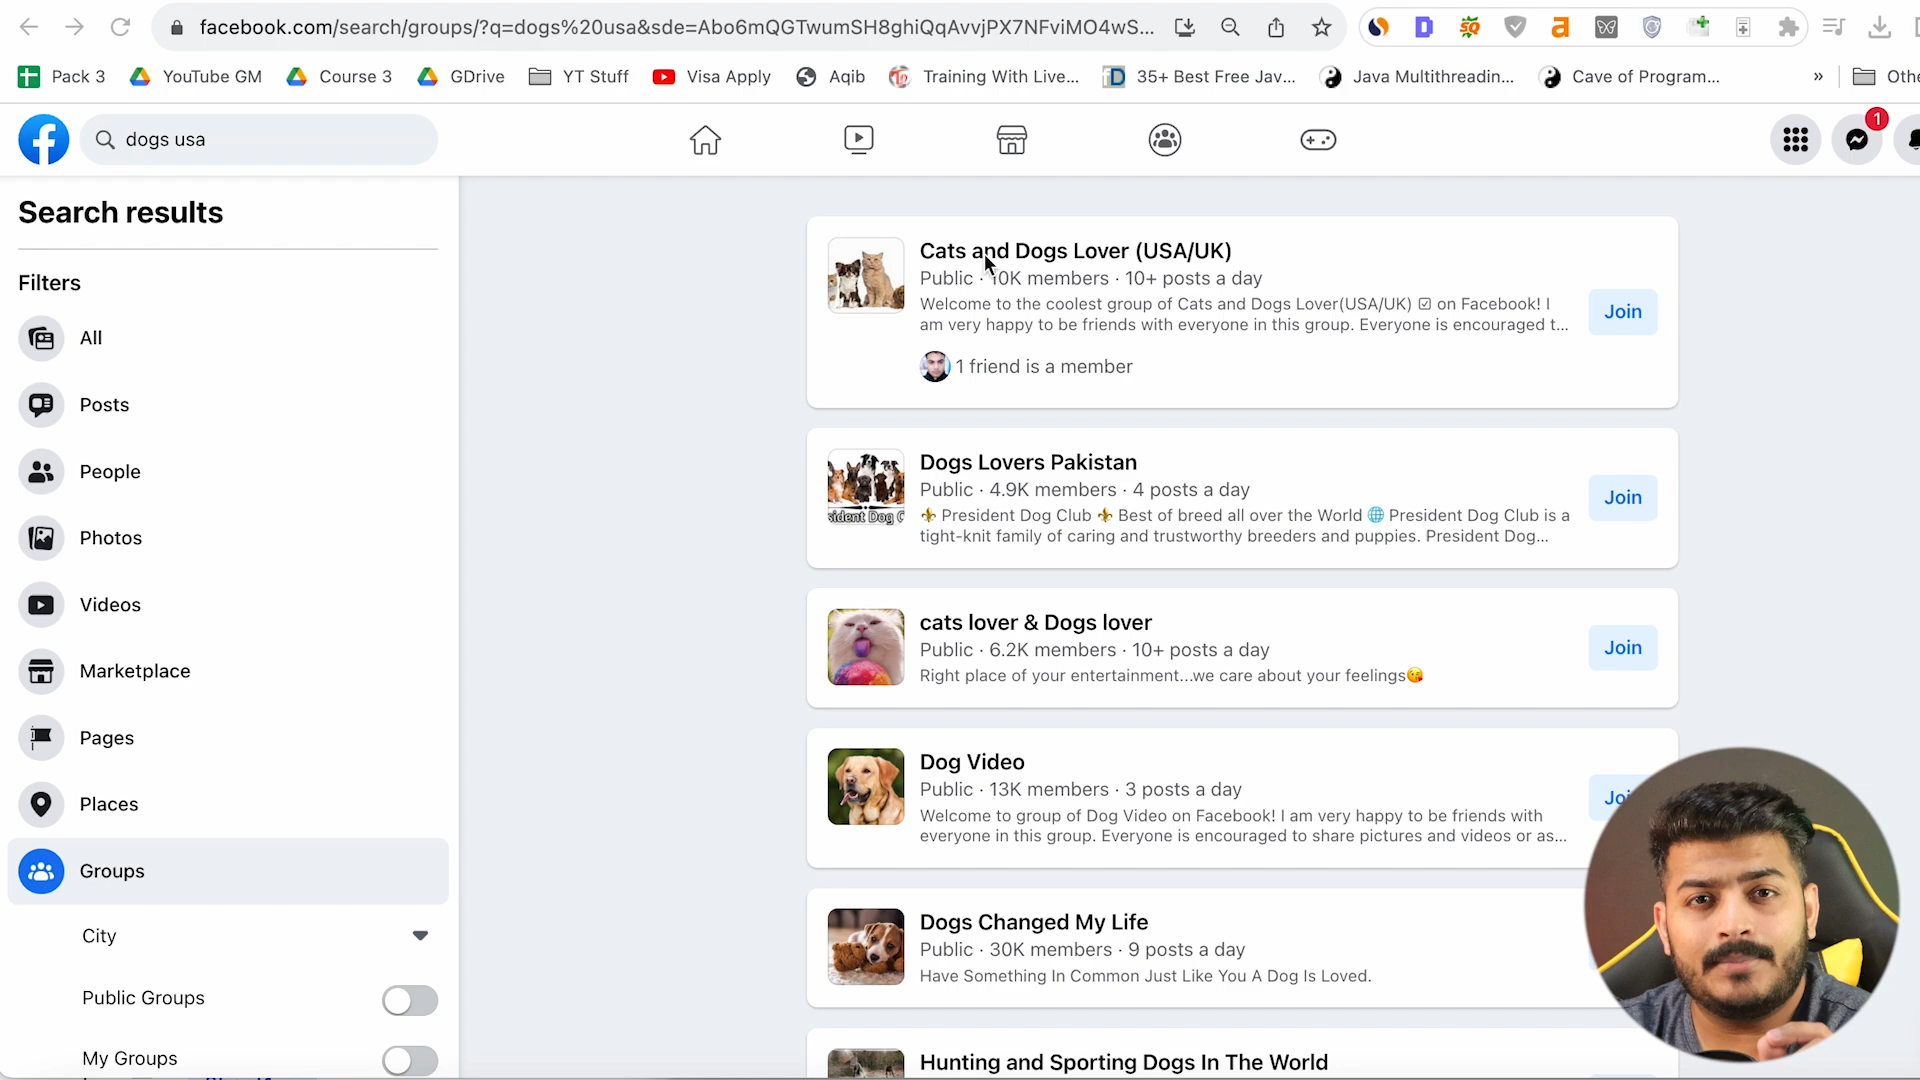 facebook.com/search/groups/?q=dogs%20usa&sde=Abo6mQGTwumSH8ghiQqAvvjPX7NFviMO4wS...
Pack 3
YouTube GM
Course 3
GDrive
YT Stuff
Visa Apply
Aqib
Training With Live...
35+ Best Free Jav...
Java Multithreadin...
Cave of Program...
»
Othe
dogs usa
1
Search results
Filters
All
Posts
People
Photos
Videos
Marketplace
Pages
Places
Groups
City
Public Groups
My Groups
Cats and Dogs Lover (USA/UK)
Public · 10K members · 10+ posts a day
Welcome to the coolest group of Cats and Dogs Lover(USA/UK) ☑ on Facebook! I
am very happy to be friends with everyone in this group. Everyone is encouraged t...
1 friend is a member
Join
Dogs Lovers Pakistan
Public · 4.9K members · 4 posts a day
⚜ President Dog Club ⚜ Best of breed all over the World 🌐 President Dog Club is a
tight-knit family of caring and trustworthy breeders and puppies. President Dog...
Join
cats lover & Dogs lover
Public · 6.2K members · 10+ posts a day
Right place of your entertainment...we care about your feelings😘
Join
Dog Video
Public · 13K members · 3 posts a day
Welcome to group of Dog Video on Facebook! I am very happy to be friends with
everyone in this group. Everyone is encouraged to share pictures and videos or as...
Dogs Changed My Life
Public · 30K members · 9 posts a day
Have Something In Common Just Like You A Dog Is Loved.
Hunting and Sporting Dogs In The World